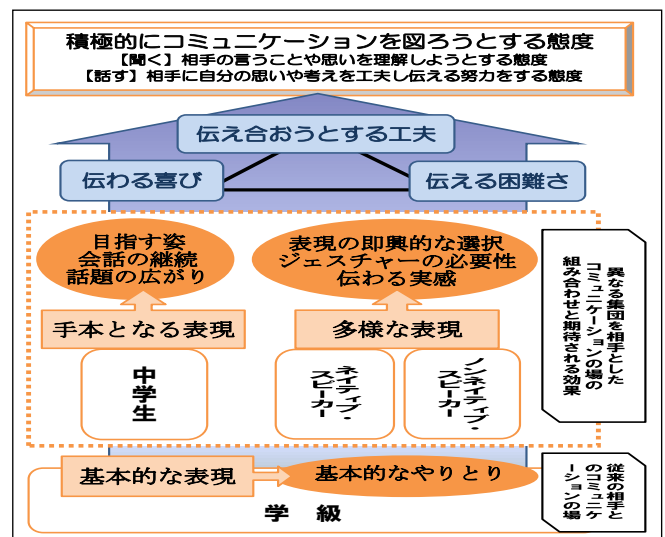 積極的にコミュニケーションを図ろうとする態度
【聞く】相手の言うことや思いを理解しようとする態度
【話す】相手に自分の思いや考えを工夫し伝える努力をする態度
伝え合おうとする工夫
伝わる喜び
伝える困難さ
目指す姿
会話の継続
話題の広がり
表現の即興的な選択
ジェスチャーの必要性
伝わる実感
手本となる表現
多様な表現
中学生
ネイティブ・
スピーカー
ノンネイティブ・
スピーカー
異なる集団を相手とした
コミュニケーションの場の
組み合わせと期待される効果
基本的な表現
基本的なやりとり
学 級
従来の相手と
のコミュニケ
ーションの場